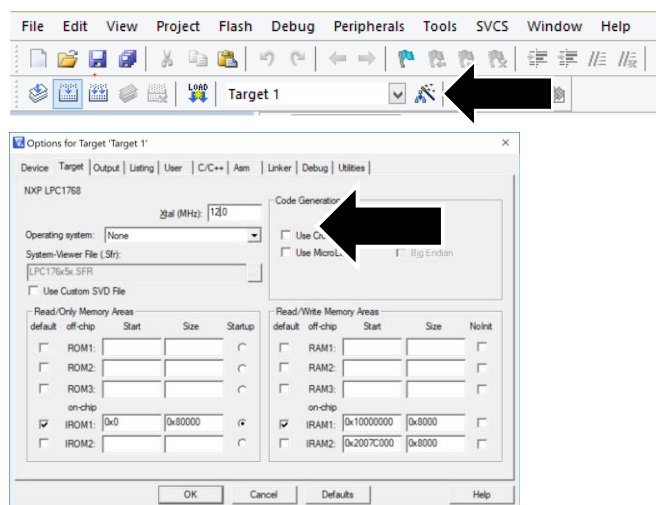 File Edit View Project Flash Debug Peripherals Tools SVCS Window Help
LOAD Target 1
Options for Target 'Target 1'
Device Target Output Listing User C/C++ Asm Linker Debug Utilities
NXP LPC1768
Code Generation
Xtal (MHz): 12.0
Operating system: None
Use
System-Viewer File (.Sfr):
Use
Big Endian
LPC176x5x.SFR
Use Custom SVD File
Read/Only Memory Areas
Read/Write Memory Areas
default off-chip Start Size Startup
default off-chip Start Size NoInit
ROM1:
RAM1:
ROM2:
RAM2:
ROM3:
RAM3:
on-chip
on-chip
IROM1: 0x0 0x80000
IRAM1: 0x10000000 0x8000
IROM2:
IRAM2: 0x2007C000 0x8000
OK Cancel Defaults Help